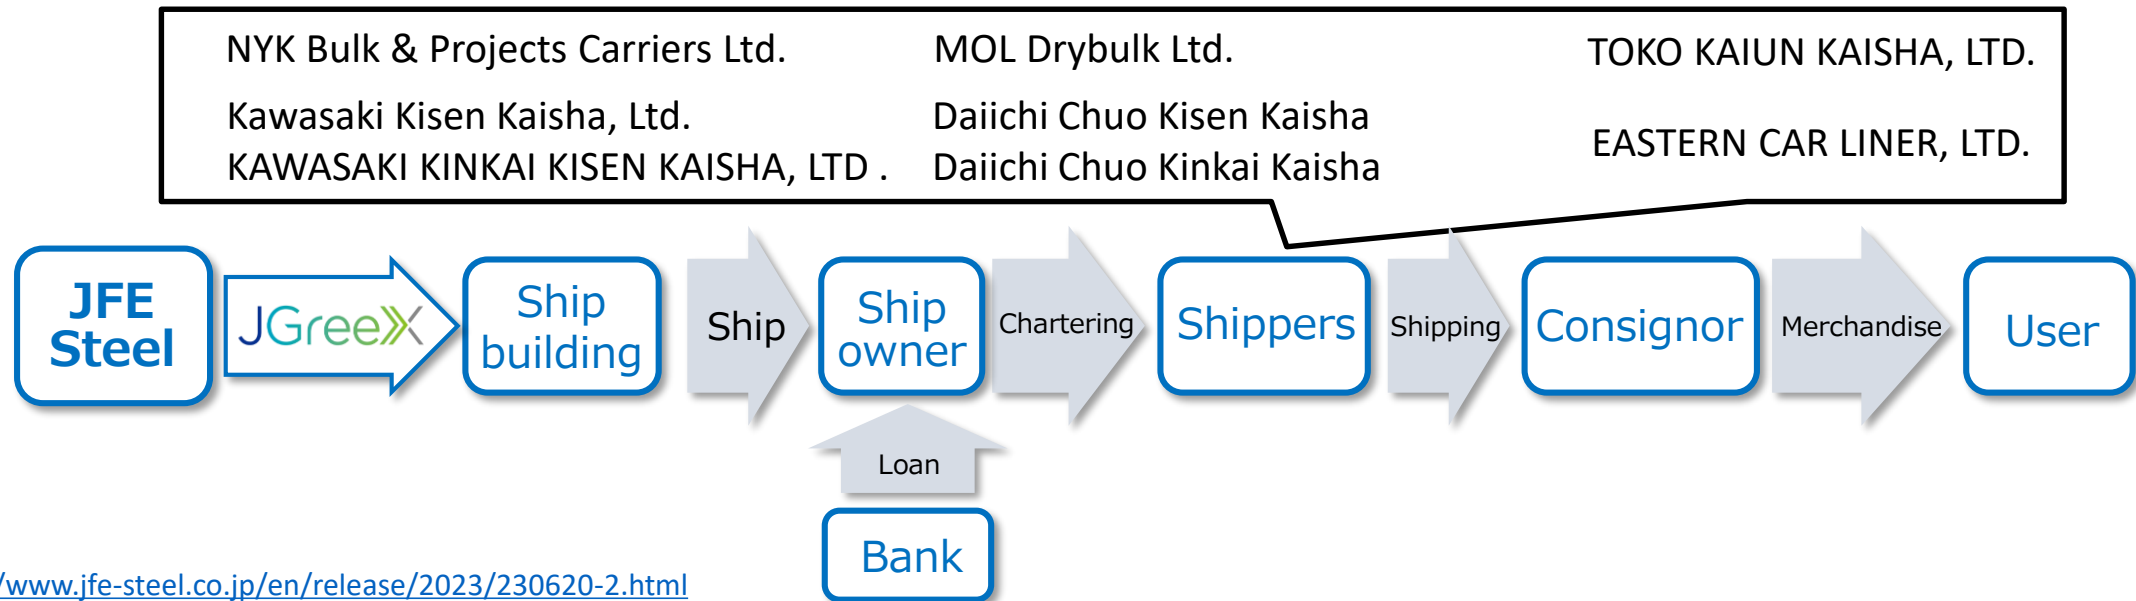 NYK Bulk & Projects Carriers Ltd.
MOL Drybulk Ltd.
TOKO KAIUN KAISHA, LTD.
Kawasaki Kisen Kaisha, Ltd.
Daiichi Chuo Kisen Kaisha
EASTERN CAR LINER, LTD.
KAWASAKI KINKAI KISEN KAISHA, LTD .
Daiichi Chuo Kinkai Kaisha
JFE
Steel
JGreeX
Ship
building
Ship
Ship
owner
Chartering
Shippers
Shipping
Consignor
Merchandise
User
Loan
Bank
/www.jfe-steel.co.jp/en/release/2023/230620-2.html